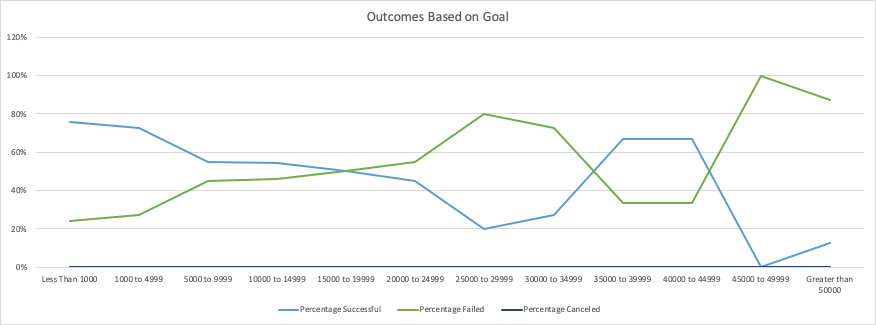 Outcomes Based on Goal
120%
100%
80%
60%
40%
20%
0%
Less Than 1000 1000 to 4999 5000 to 9999 10000 to 14999 15000 to 19999 20000 to 24999 25000 to 29999 30000 to 34999 35000 to 39999 40000 to 44999 45000 to 49999 Greater than
50000
Percentage Successful Percentage Failed Percentage Canceled